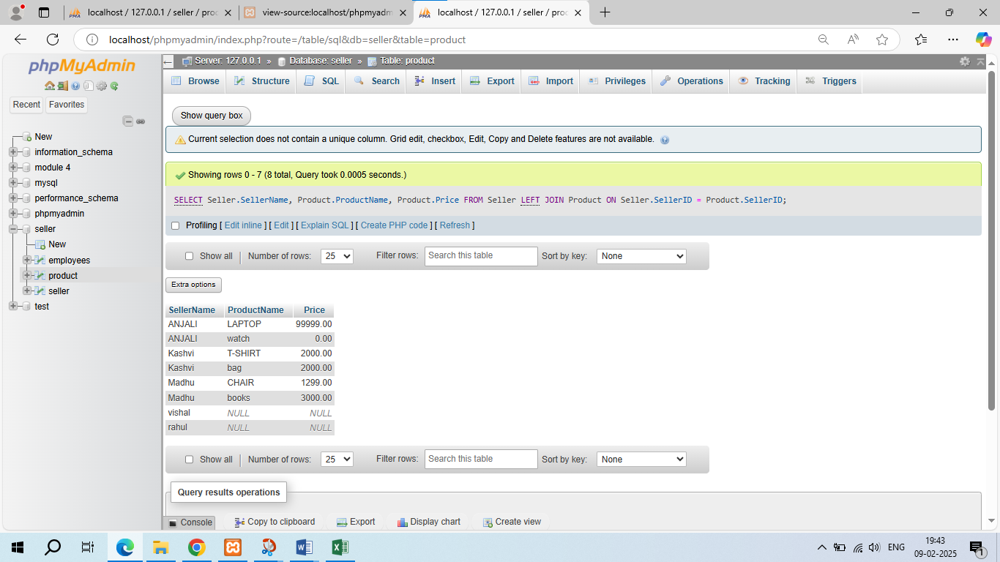 localhost / 127.0.0.1 / seller / proc
view-source:localhost/phpmyadm
localhost / 127.0.0.1 / seller / proc
localhost/phpmyadmin/index.php?route=/table/sql&db=seller&table=product
phpMyAdmin
Recent Favorites
New
information_schema
module 4
mysql
performance_schema
phpmyadmin
seller
New
employees
product
seller
test
Server: 127.0.0.1 » Database: seller » Table: product
Browse Structure SQL Search Insert Export Import Privileges Operations Tracking Triggers
Show query box
Current selection does not contain a unique column. Grid edit, checkbox, Edit, Copy and Delete features are not available.
Showing rows 0 - 7 (8 total, Query took 0.0005 seconds.)
SELECT Seller.SellerName, Product.ProductName, Product.Price FROM Seller LEFT JOIN Product ON Seller.SellerID = Product.SellerID;
Profiling [ Edit inline ] [ Edit ] [ Explain SQL ] [ Create PHP code ] [ Refresh ]
Show all Number of rows: 25 Filter rows: Search this table Sort by key: None
Extra options
SellerName ProductName Price
ANJALI LAPTOP 99999.00
ANJALI watch 0.00
Kashvi T-SHIRT 2000.00
Kashvi bag 2000.00
Madhu CHAIR 1299.00
Madhu books 3000.00
vishal NULL NULL
rahul NULL NULL
Show all Number of rows: 25 Filter rows: Search this table Sort by key: None
Query results operations
Console Copy to clipboard Export Display chart Create view
ENG
19:43
09-02-2025
1